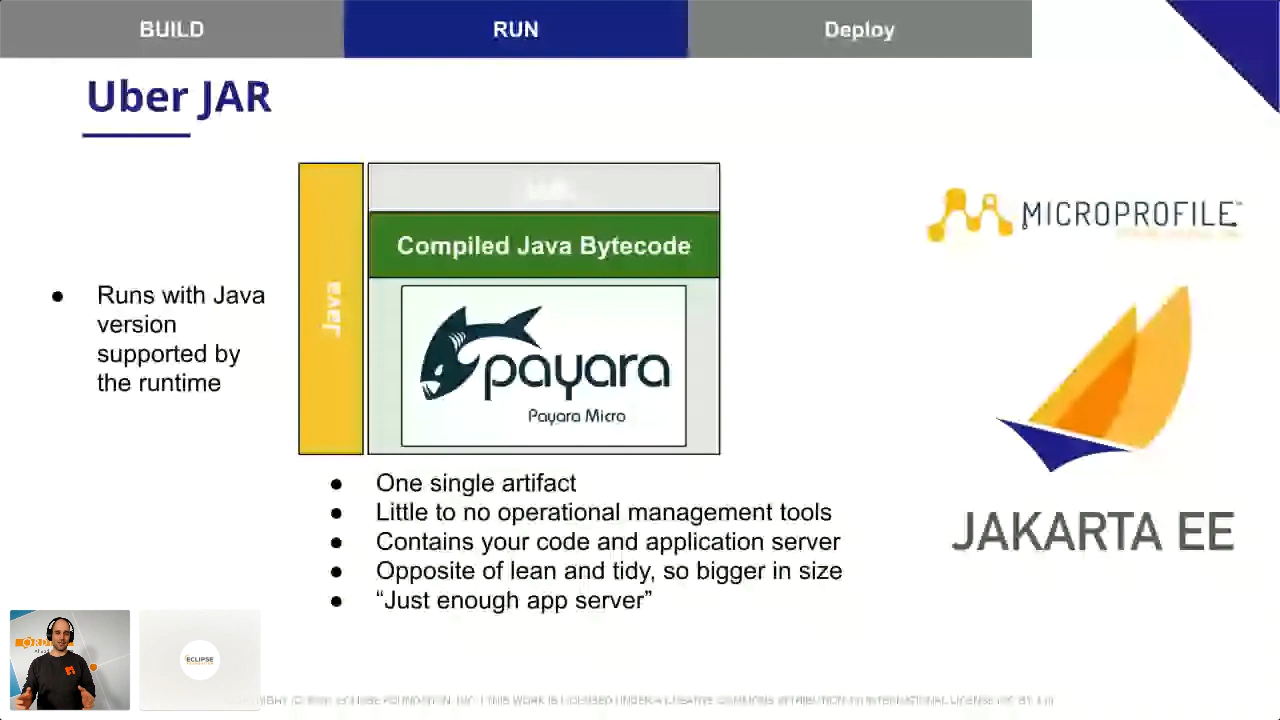 BUILD
RUN
Deploy
Uber JAR
Java
Compiled Java Bytecode
payara
Payara Micro
MICROPROFILE™
JAKARTA EE
● Runs with Java
version
supported by
the runtime
● One single artifact
● Little to no operational management tools
● Contains your code and application server
● Opposite of lean and tidy, so bigger in size
● “Just enough app server”
ECLIPSE